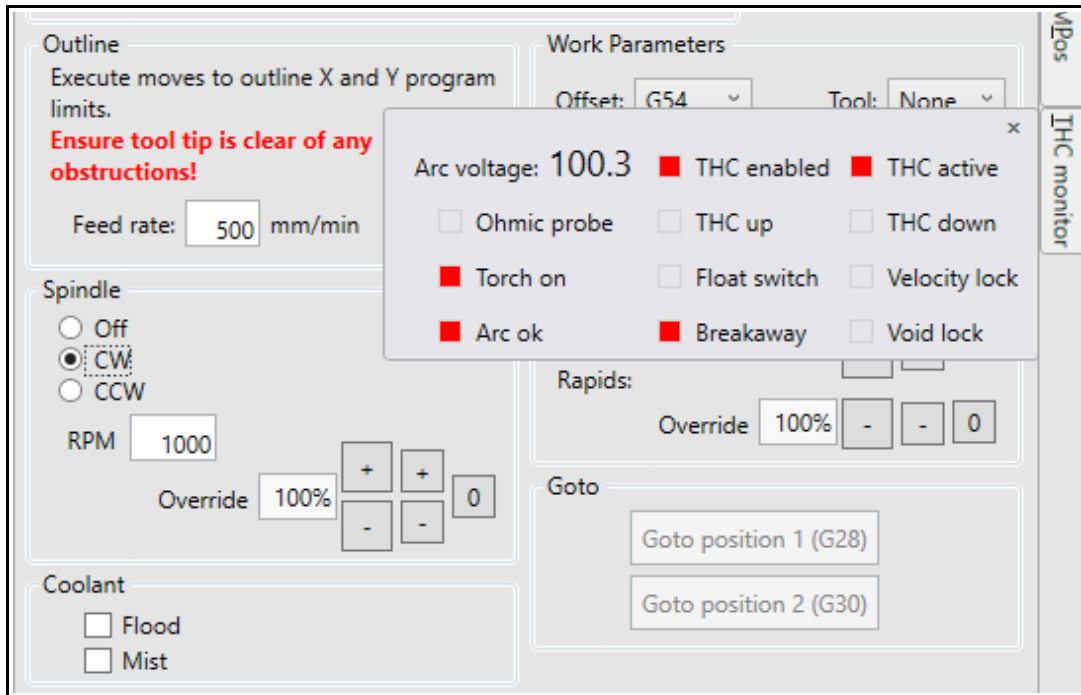 Outline
Execute moves to outline X and Y program
limits.
Ensure tool tip is clear of any
obstructions!
Feed rate: 500 mm/min
Spindle
Off
CW
CCW
RPM 1000
Override 100% + + 0
- -
Coolant
Flood
Mist
Work Parameters
Offset: G54 Tool: None
×
Arc voltage: 100.3 THC enabled THC active
Ohmic probe THC up THC down
Torch on Float switch Velocity lock
Arc ok Breakaway Void lock
Rapids:
Override 100% - - 0
Goto
Goto position 1 (G28)
Goto position 2 (G30)
MPos
THC monitor